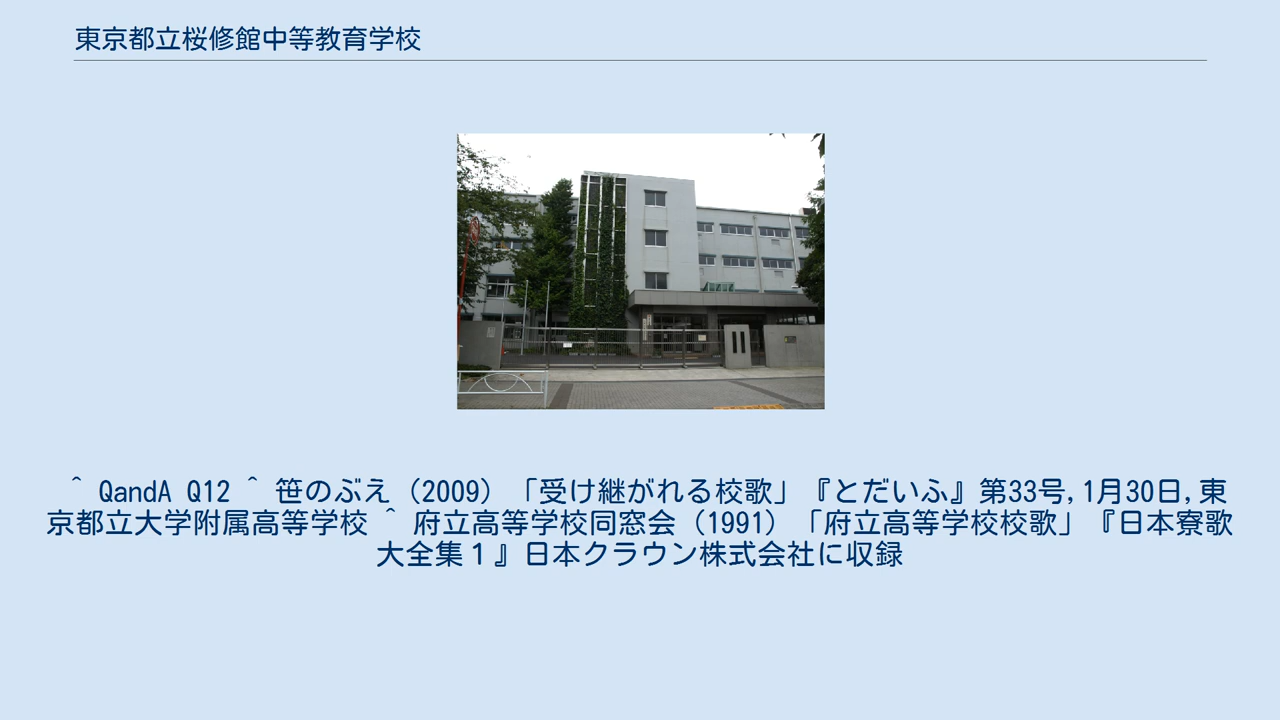 東京都立桜修館中等教育学校
^ QandA Q12 ^ 笹のぶえ（2009）「受け継がれる校歌」『とだいふ』第33号,1月30日,東
京都立大学附属高等学校 ^ 府立高等学校同窓会（1991）「府立高等学校校歌」『日本寮歌
大全集１』日本クラウン株式会社に収録